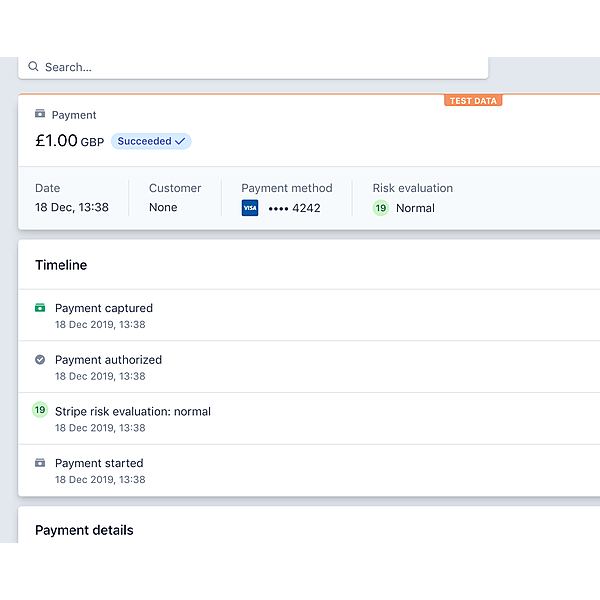 Search...
TEST DATA
Payment
£1.00 GBP Succeeded
Date Customer Payment method Risk evaluation
18 Dec, 13:38 None VISA •••• 4242 19 Normal
Timeline
Payment captured
18 Dec 2019, 13:38
Payment authorized
18 Dec 2019, 13:38
19 Stripe risk evaluation: normal
18 Dec 2019, 13:38
Payment started
18 Dec 2019, 13:38
Payment details